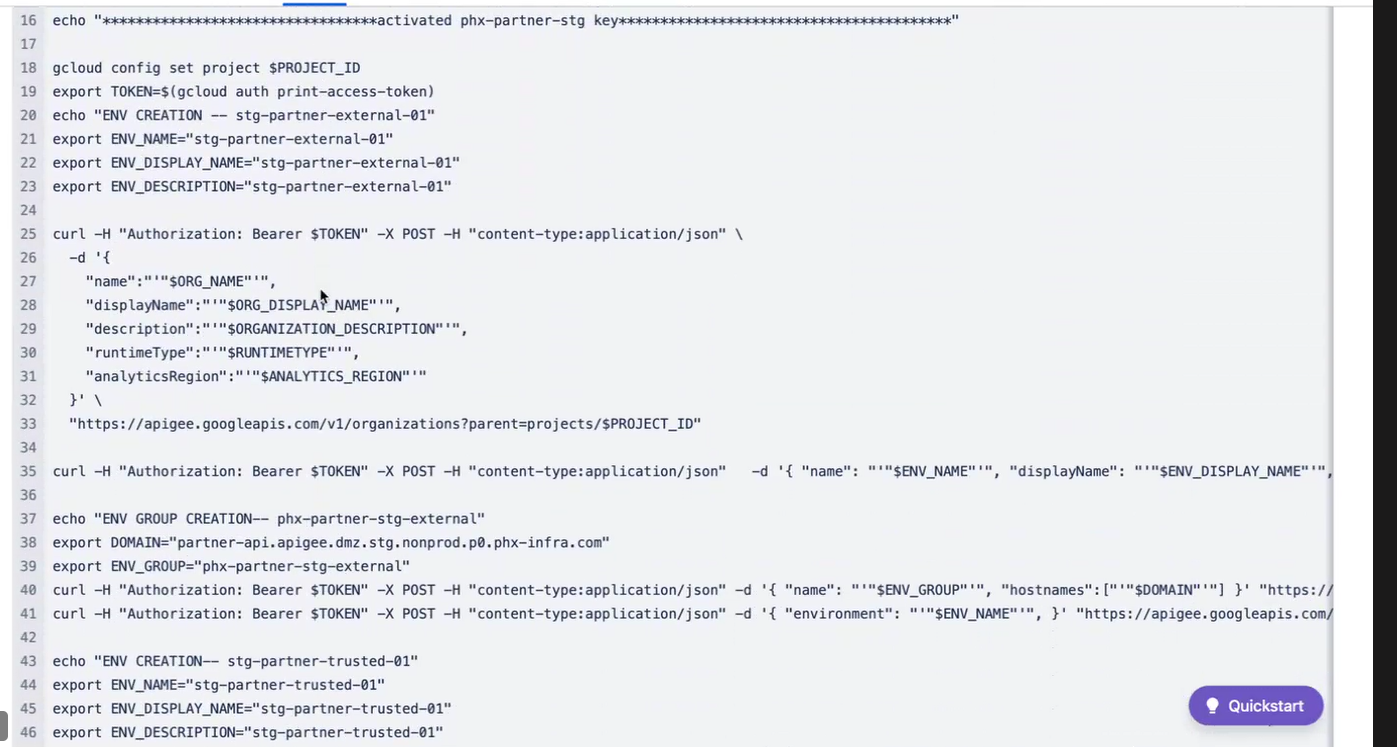 16 echo "*********************************activated phx-partner-stg key****************************************"
17
18 gcloud config set project $PROJECT_ID
19 export TOKEN=$(gcloud auth print-access-token)
20 echo "ENV CREATION -- stg-partner-external-01"
21 export ENV_NAME="stg-partner-external-01"
22 export ENV_DISPLAY_NAME="stg-partner-external-01"
23 export ENV_DESCRIPTION="stg-partner-external-01"
24
25 curl -H "Authorization: Bearer $TOKEN" -X POST -H "content-type:application/json" \
26 -d '{
27 "name":"'"$ORG_NAME"'",
28 "displayName":"'"$ORG_DISPLAY_NAME"'",
29 "description":"'"$ORGANIZATION_DESCRIPTION"'",
30 "runtimeType":"'"$RUNTIMETYPE"'",
31 "analyticsRegion":"'"$ANALYTICS_REGION"'"
32 }' \
33 "https://apigee.googleapis.com/v1/organizations?parent=projects/$PROJECT_ID"
34
35 curl -H "Authorization: Bearer $TOKEN" -X POST -H "content-type:application/json" -d '{ "name": "'"$ENV_NAME"'", "displayName": "'"$ENV_DISPLAY_NAME"'",
36
37 echo "ENV GROUP CREATION-- phx-partner-stg-external"
38 export DOMAIN="partner-api.apigee.dmz.stg.nonprod.p0.phx-infra.com"
39 export ENV_GROUP="phx-partner-stg-external"
40 curl -H "Authorization: Bearer $TOKEN" -X POST -H "content-type:application/json" -d '{ "name": "'"$ENV_GROUP"'", "hostnames":["'"$DOMAIN"'"] }' "https://
41 curl -H "Authorization: Bearer $TOKEN" -X POST -H "content-type:application/json" -d '{ "environment": "'"$ENV_NAME"'", }' "https://apigee.googleapis.com/
42
43 echo "ENV CREATION-- stg-partner-trusted-01"
44 export ENV_NAME="stg-partner-trusted-01"
45 export ENV_DISPLAY_NAME="stg-partner-trusted-01"
46 export ENV_DESCRIPTION="stg-partner-trusted-01"
Quickstart